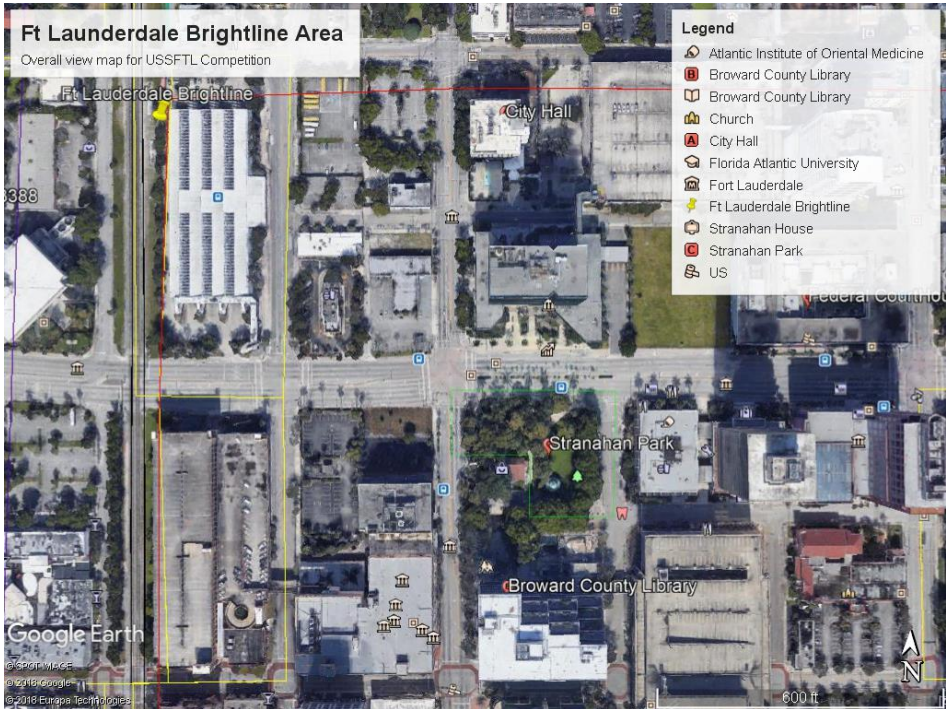 Ft Launderdale Brightline Area
Overall view map for USSFTL Competition
Legend
Atlantic Institute of Oriental Medicine
B Broward County Library
Broward County Library
Church
A City Hall
Florida Atlantic University
M Fort Lauderdale
Ft Lauderdale Brightline
Stranahan House
C Stranahan Park
US
Ft Lauderdale Brightline
City Hall
Federal CourtHo
Stranahan Park
Broward County Library
Google Earth
© SPOT IMAGE
© 2018 Google
© 2018 Europa Technologies
600 ft
N